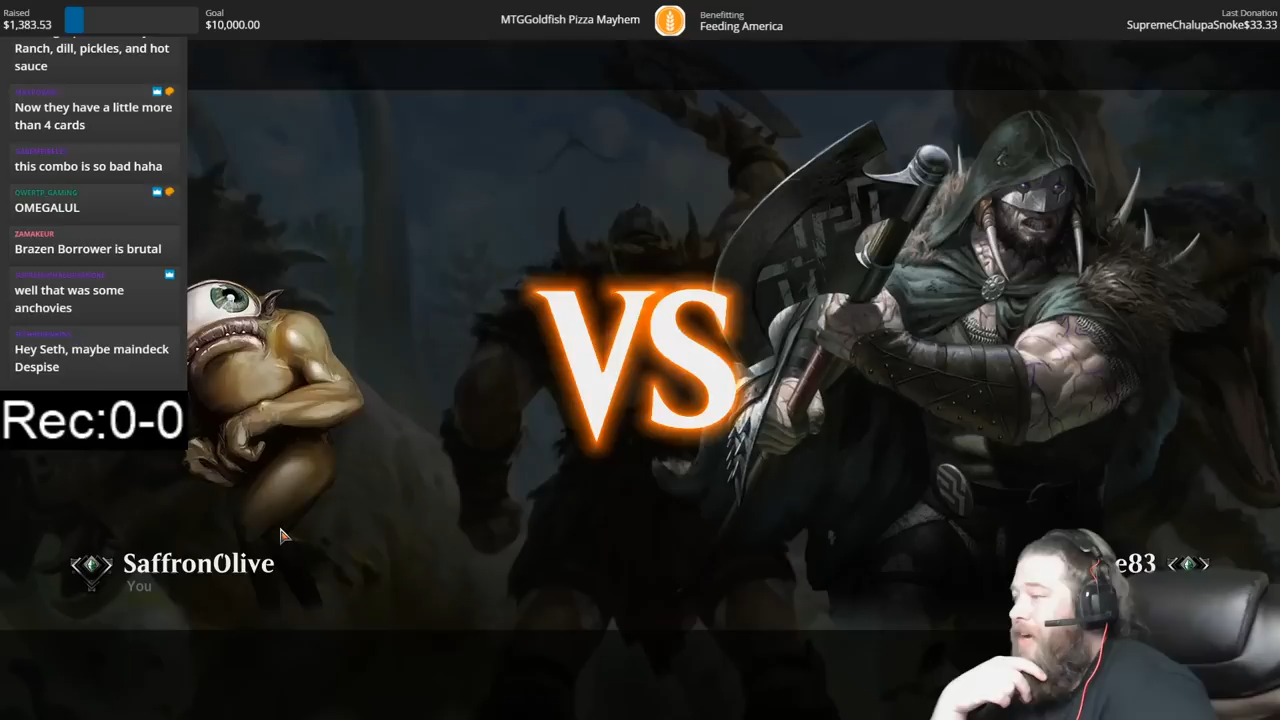 Raised
$1,383.53
Goal
$10,000.00
MTGGoldfish Pizza Mayhem
Benefitting
Feeding America
Last Donation
SupremeChalupaSnoke$33.33
Ranch, dill, pickles, and hot
sauce
Now they have a little more
than 4 cards
this combo is so bad haha
QWERTP_GAMING
OMEGALUL
ZAMAKEUR
Brazen Borrower is brutal
well that was some
anchovies
Hey Seth, maybe maindeck
Despise
Rec:0-0
VS
SaffronOlive
You
e83